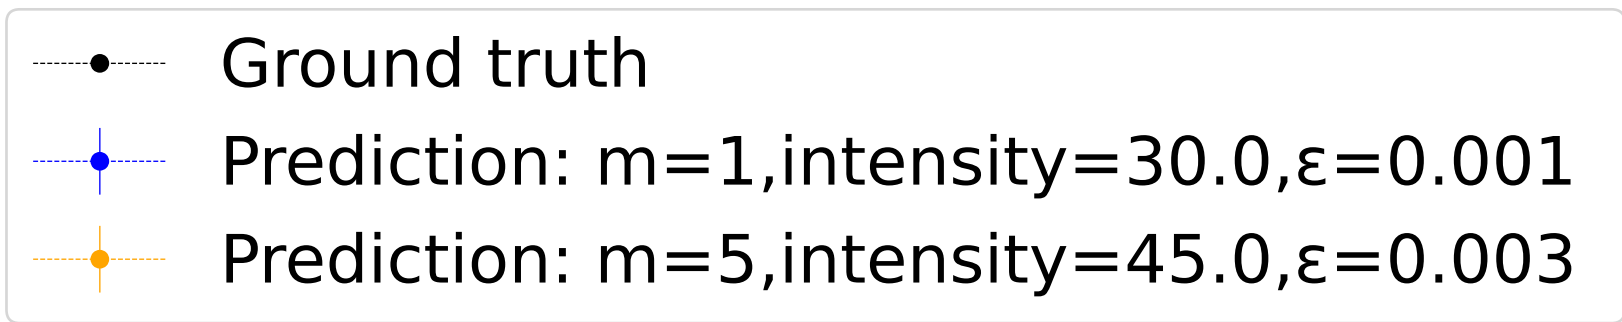 Ground truth
Prediction: m=1,intensity=30.0,ε=0.001
Prediction: m=5,intensity=45.0,ε=0.003